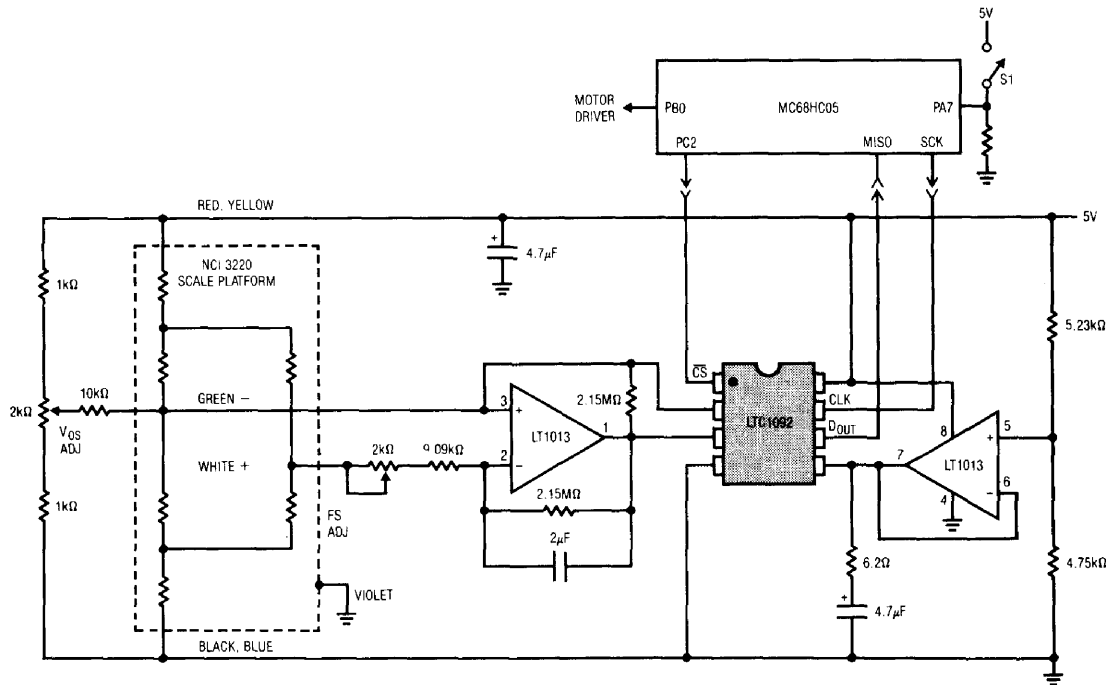 5V
S1
MOTOR
DRIVER
PB0
MC68HC05
PA7
PC2
MISO
SCK
RED, YELLOW
5V
4.7μF
NCI 3220
SCALE PLATFORM
1kΩ
5.23kΩ
10kΩ
2kΩ
VOS
ADJ
GREEN −
3
+
2.15MΩ
CS
CLK
LT1013
1
LTC1092
DOUT
8
5
+
WHITE +
2kΩ
9.09kΩ
2
−
7
LT1013
6
−
4
1kΩ
FS
ADJ
2.15MΩ
2μF
6.2Ω
4.75kΩ
VIOLET
+
4.7μF
BLACK, BLUE